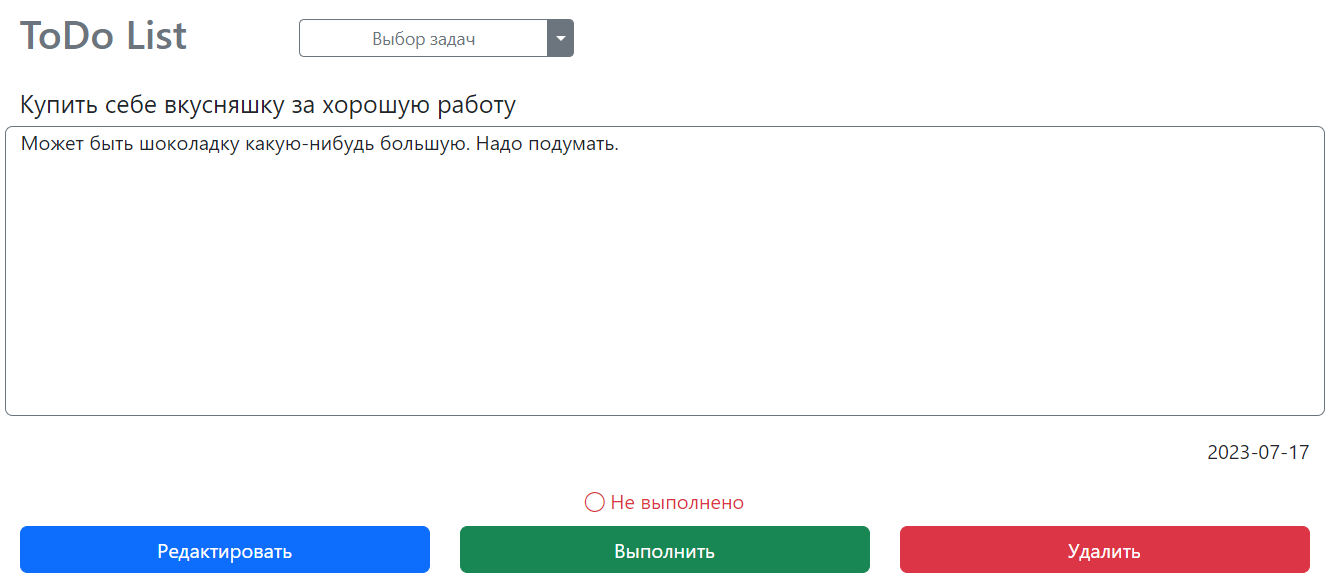 ToDo List
Выбор задач
Купить себе вкусняшку за хорошую работу
Может быть шоколадку какую-нибудь большую. Надо подумать.
2023-07-17
Не выполнено
Редактировать
Выполнить
Удалить